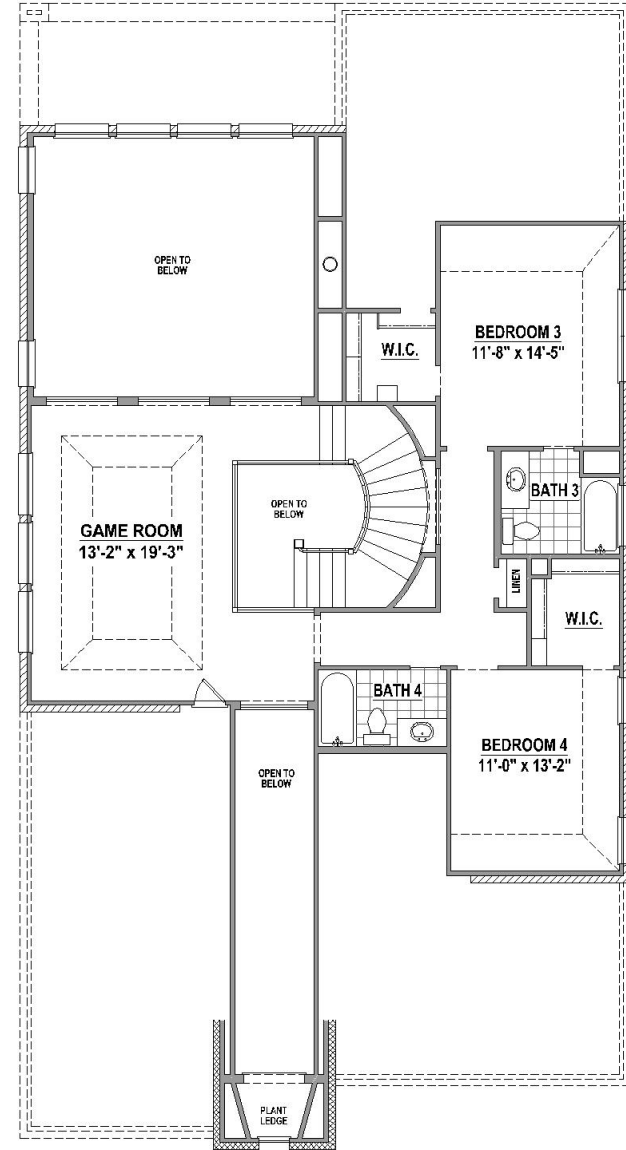 OPEN TO
BELOW
BEDROOM 3
11'-8" x 14'-5"
W.I.C.
BATH 3
OPEN TO
BELOW
GAME ROOM
13'-2" x 19'-3"
LINEN
W.I.C.
BATH 4
BEDROOM 4
11'-0" x 13'-2"
OPEN TO
BELOW
PLANT
LEDGE